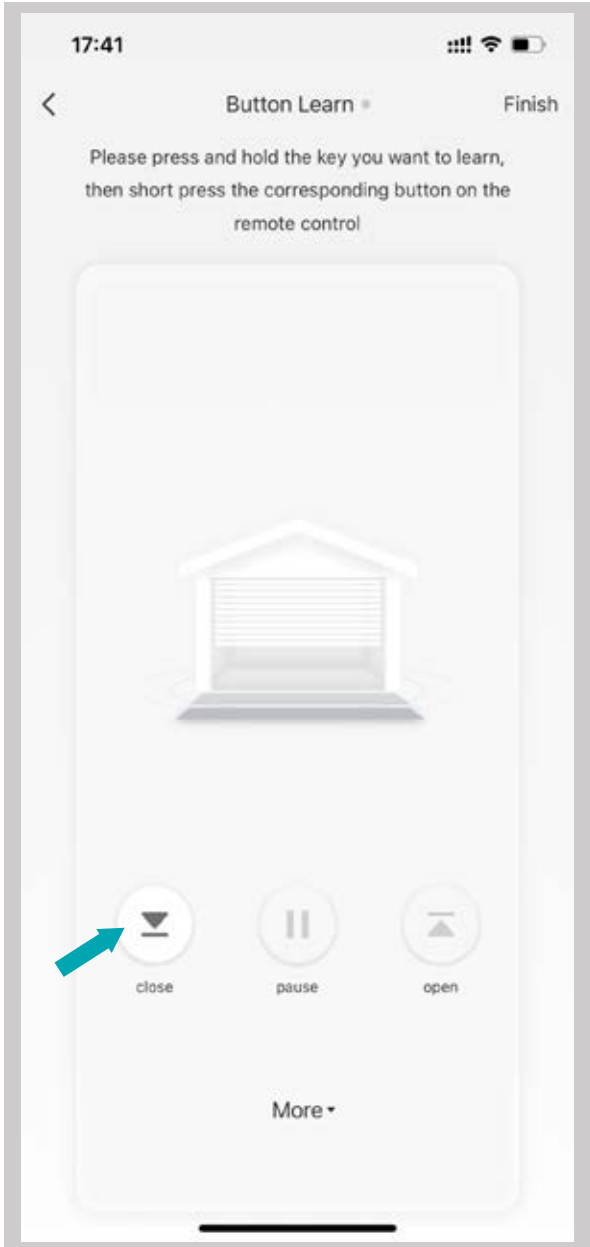 17:41
Button Learn
Finish
Please press and hold the key you want to learn,
then short press the corresponding button on the
remote control
close
pause
open
More